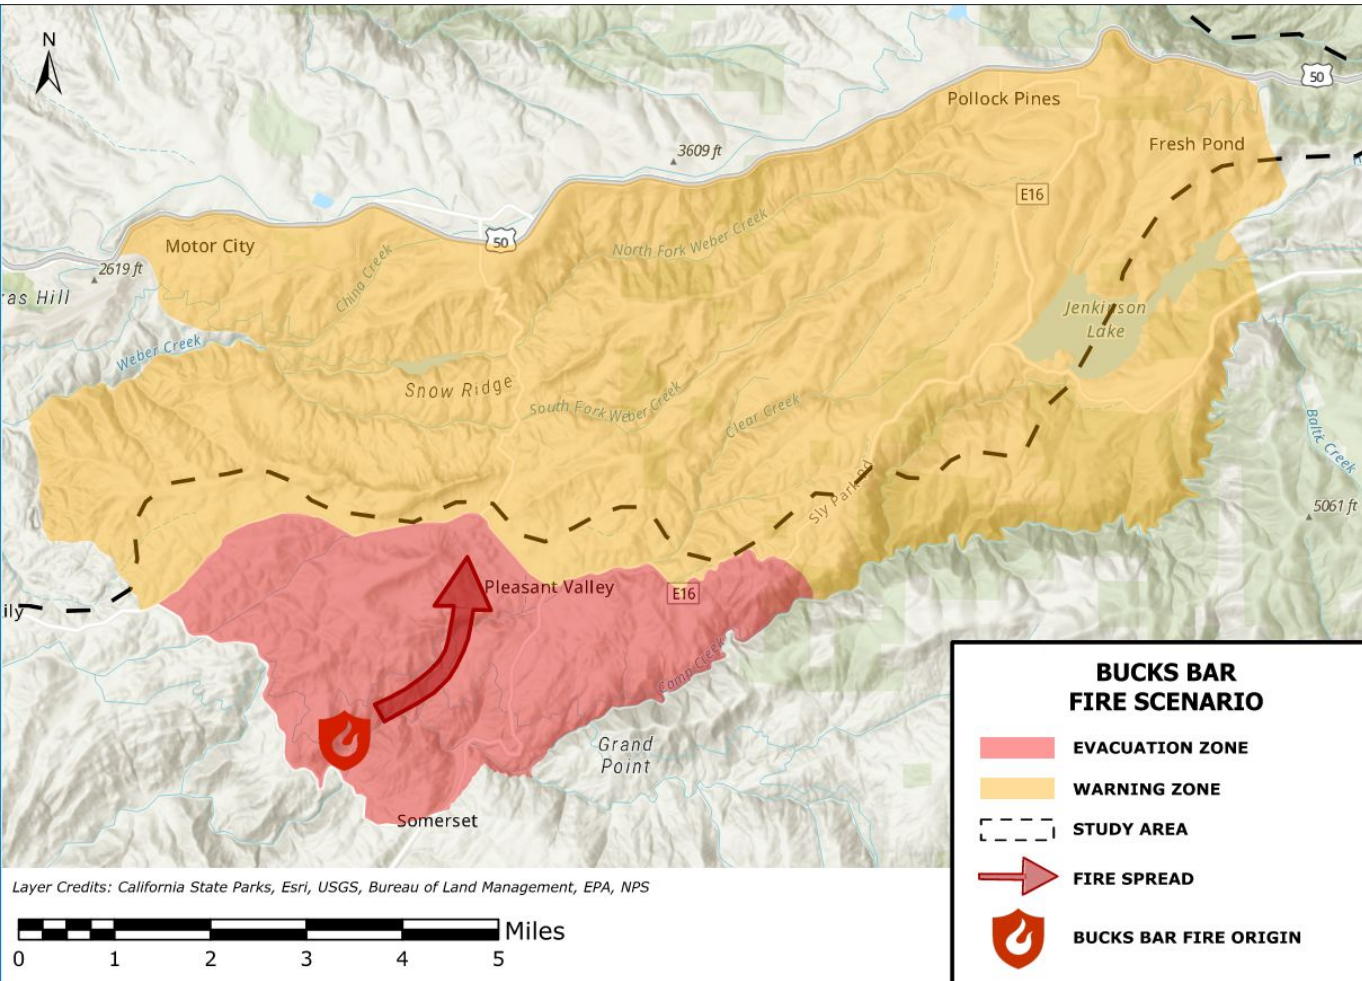 N
50
Pollock Pines
Fresh Pond
3609 ft
E16
Motor City
50
North Fork Weber Creek
2619 ft
China Creek
ras Hill
Jenkinson
Lake
Weber Creek
Snow Ridge
South Fork Weber Creek
Clear Creek
Baltic Creek
Sly Park Rd
5061 ft
Pleasant Valley
E16
ily
Camp Creek
Grand
Point
Somerset
BUCKS BAR
FIRE SCENARIO
EVACUATION ZONE
WARNING ZONE
STUDY AREA
FIRE SPREAD
BUCKS BAR FIRE ORIGIN
Layer Credits: California State Parks, Esri, USGS, Bureau of Land Management, EPA, NPS
Miles
0 1 2 3 4 5